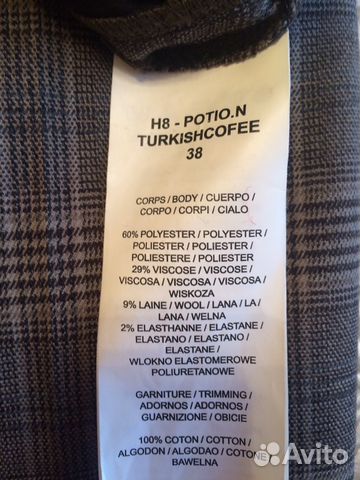 H8 - POTIO.N
TURKISHCOFEE
38
CORPS / BODY / CUERPO /
CORPO / CORPI / CIALO
60% POLYESTER / POLYESTER /
POLIESTER / POLIESTER /
POLIESTERE / POLIESTER
29% VISCOSE / VISCOSE /
VISCOSA / VISCOSA / VISCOSA /
WISKOZA
9% LAINE / WOOL / LANA / LA /
LANA / WELNA
2% ELASTHANNE / ELASTANE /
ELASTANO / ELASTANO /
ELASTANE /
WLOKNO ELASTOMEROWE
POLIURETANOWE
GARNITURE / TRIMMING /
ADORNOS / ADORNOS /
GUARNIZIONE / OBICIE
100% COTON / COTTON /
ALGODON / ALGODAO / COTONE
BAWELNA
Avito